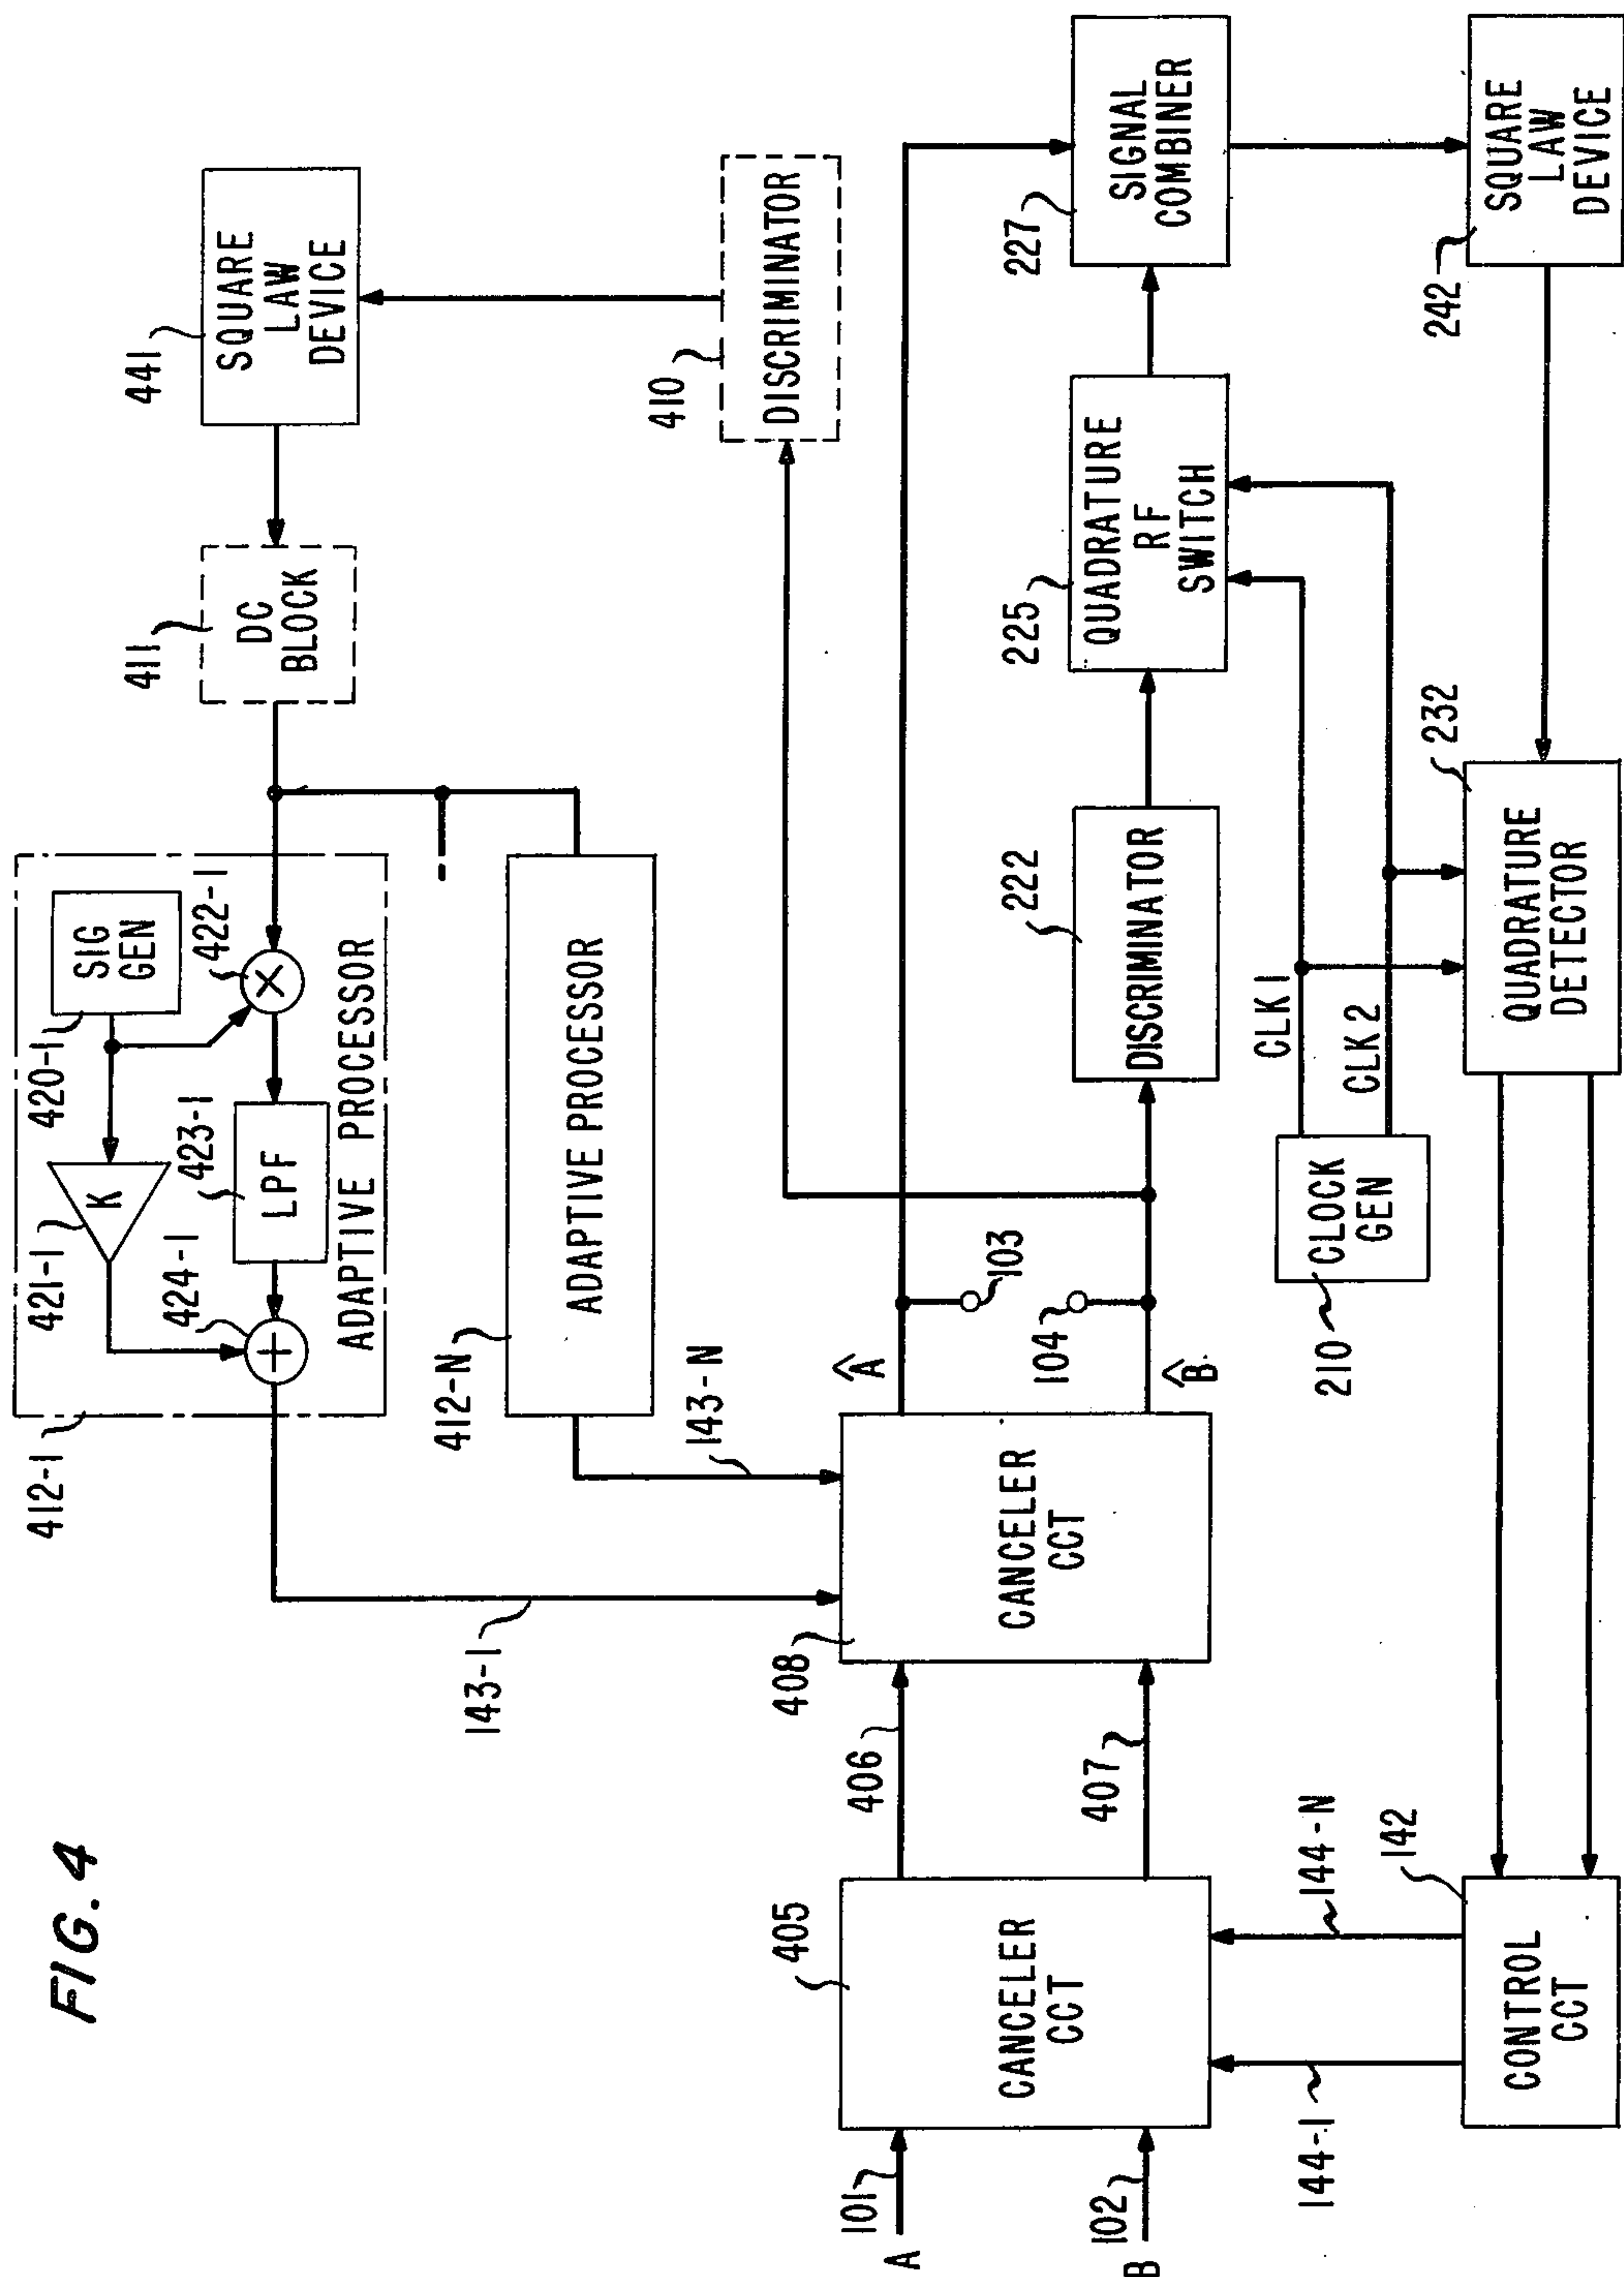 FIG. 4
412-1
420-1
SIG
GEN
421-1
K
422-1
423-1
LPF
424-1
ADAPTIVE PROCESSOR
411
DC
BLOCK
441
SQUARE
LAW
DEVICE
412-N
ADAPTIVE PROCESSOR
143-1
143-N
410
DISCRIMINATOR
A
101
B
102
405
CANCELER
CCT
406
407
408
CANCELER
CCT
Â
B̂
103
104
222
DISCRIMINATOR
225
QUADRATURE
RF
SWITCH
227
SIGNAL
COMBINER
210
CLOCK
GEN
CLK 1
CLK 2
144-1
144-N
142
CONTROL
CCT
232
QUADRATURE
DETECTOR
242
SQUARE
LAW
DEVICE